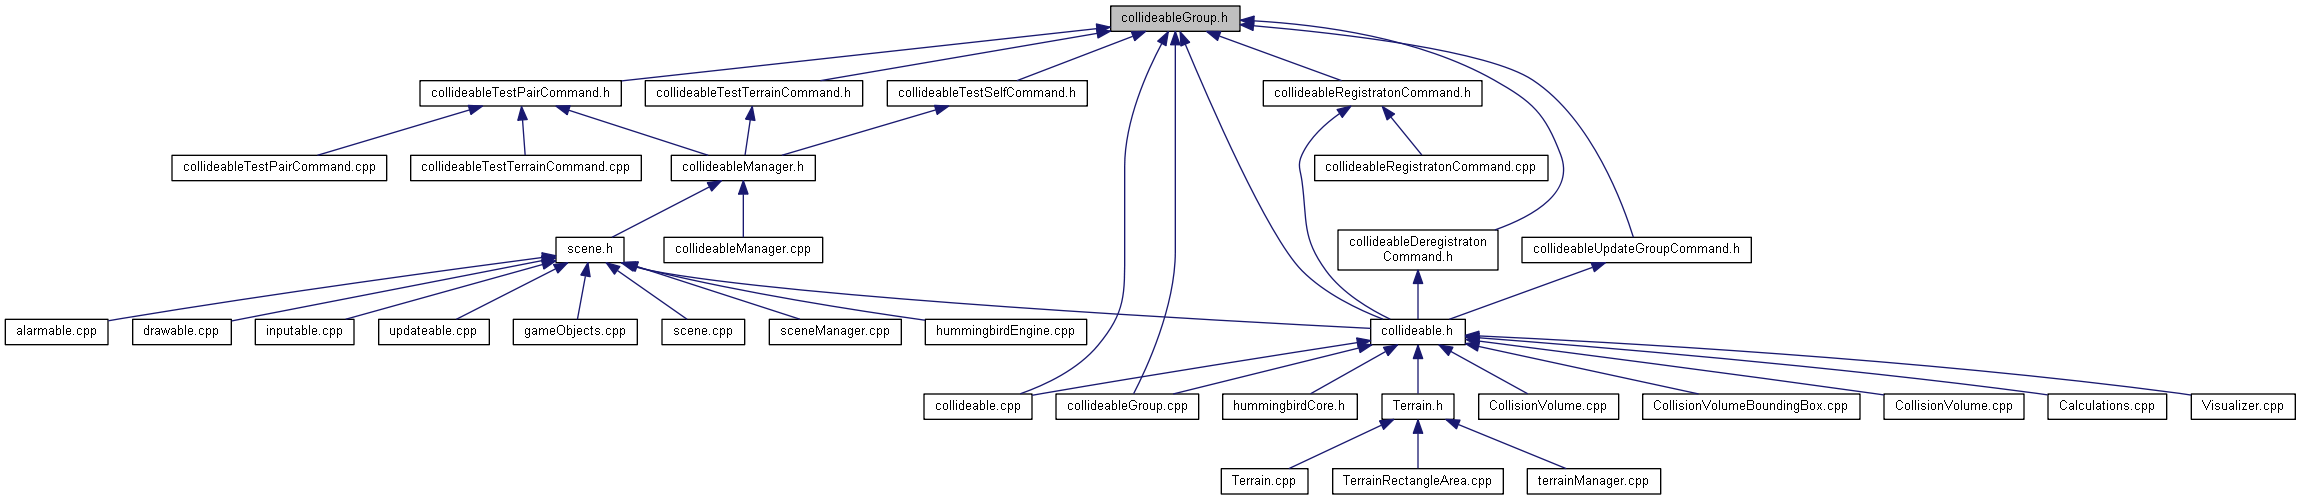 collideableGroup.h
collideableTestPairCommand.h
collideableTestTerrainCommand.h
collideableTestSelfCommand.h
collideableRegistratonCommand.h
collideableTestPairCommand.cpp
collideableTestTerrainCommand.cpp
collideableManager.h
collideableRegistratonCommand.cpp
scene.h
collideableManager.cpp
collideableDeregistraton
Command.h
collideableUpdateGroupCommand.h
alarmable.cpp
drawable.cpp
inputable.cpp
updateable.cpp
gameObjects.cpp
scene.cpp
sceneManager.cpp
hummingbirdEngine.cpp
collideable.h
collideable.cpp
collideableGroup.cpp
hummingbirdCore.h
Terrain.h
CollisionVolume.cpp
CollisionVolumeBoundingBox.cpp
CollisionVolume.cpp
Calculations.cpp
Visualizer.cpp
Terrain.cpp
TerrainRectangleArea.cpp
terrainManager.cpp